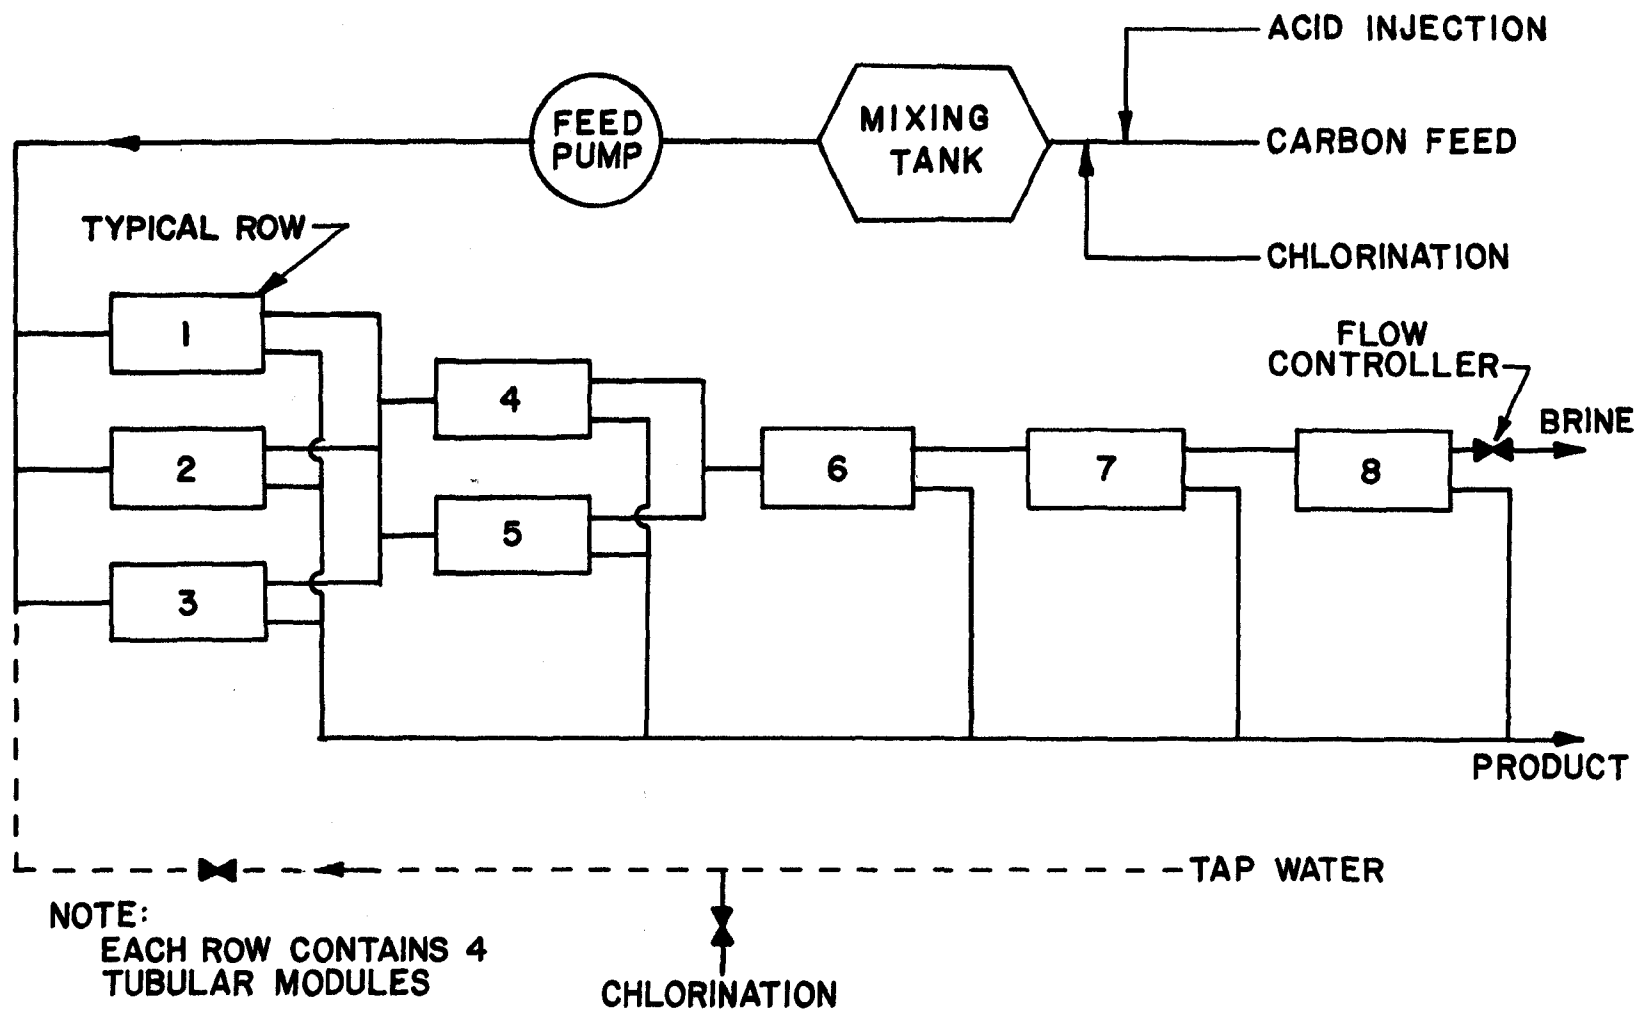 ACID INJECTION
FEED
PUMP
MIXING
TANK
CARBON FEED
TYPICAL ROW
CHLORINATION
1
FLOW
CONTROLLER
BRINE
2
3
4
5
6
7
8
PRODUCT
TAP WATER
NOTE:
EACH ROW CONTAINS 4
TUBULAR MODULES
CHLORINATION